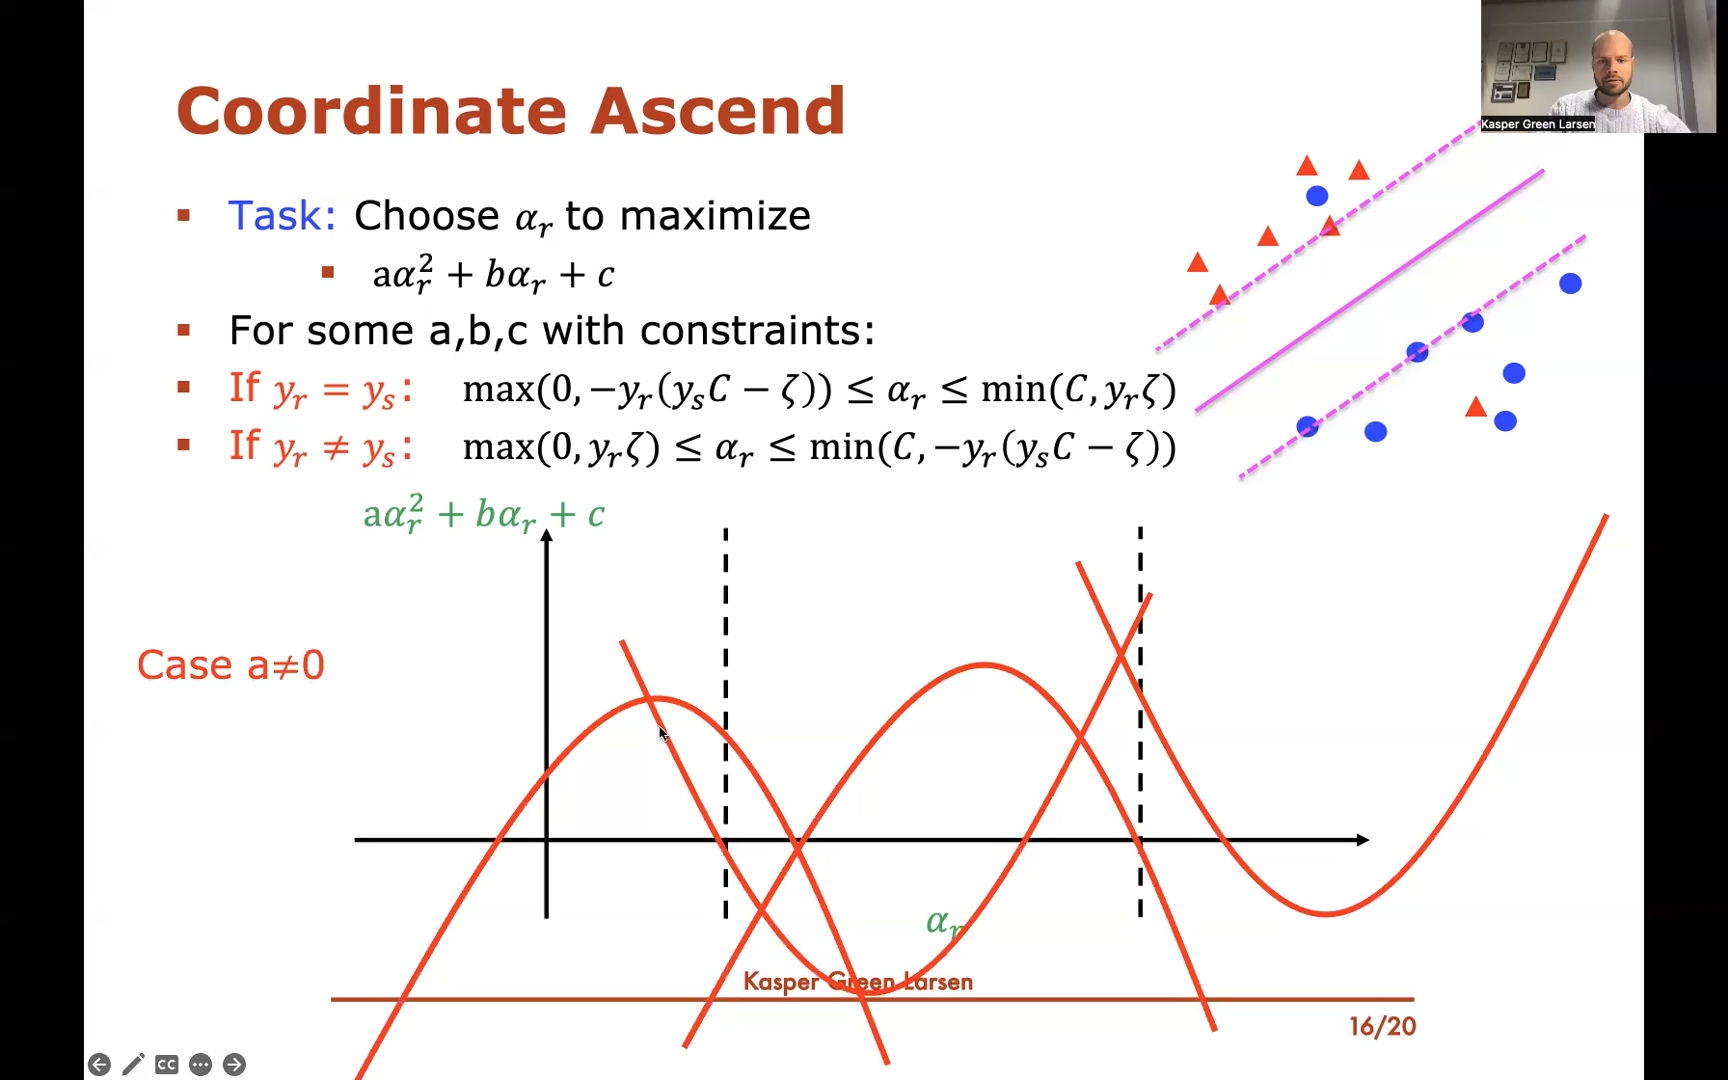 Kasper Green Larsen
Coordinate Ascend
Task: Choose αᵣ to maximize
aαᵣ² + bαᵣ + c
For some a,b,c with constraints:
If yᵣ = yₛ: max(0, −yᵣ(yₛC − ζ)) ≤ αᵣ ≤ min(C, yᵣζ)
If yᵣ ≠ yₛ: max(0, yᵣζ) ≤ αᵣ ≤ min(C, −yᵣ(yₛC − ζ))
aαᵣ² + bαᵣ + c
Case a≠0
αᵣ
Kasper Green Larsen
16/20
CC